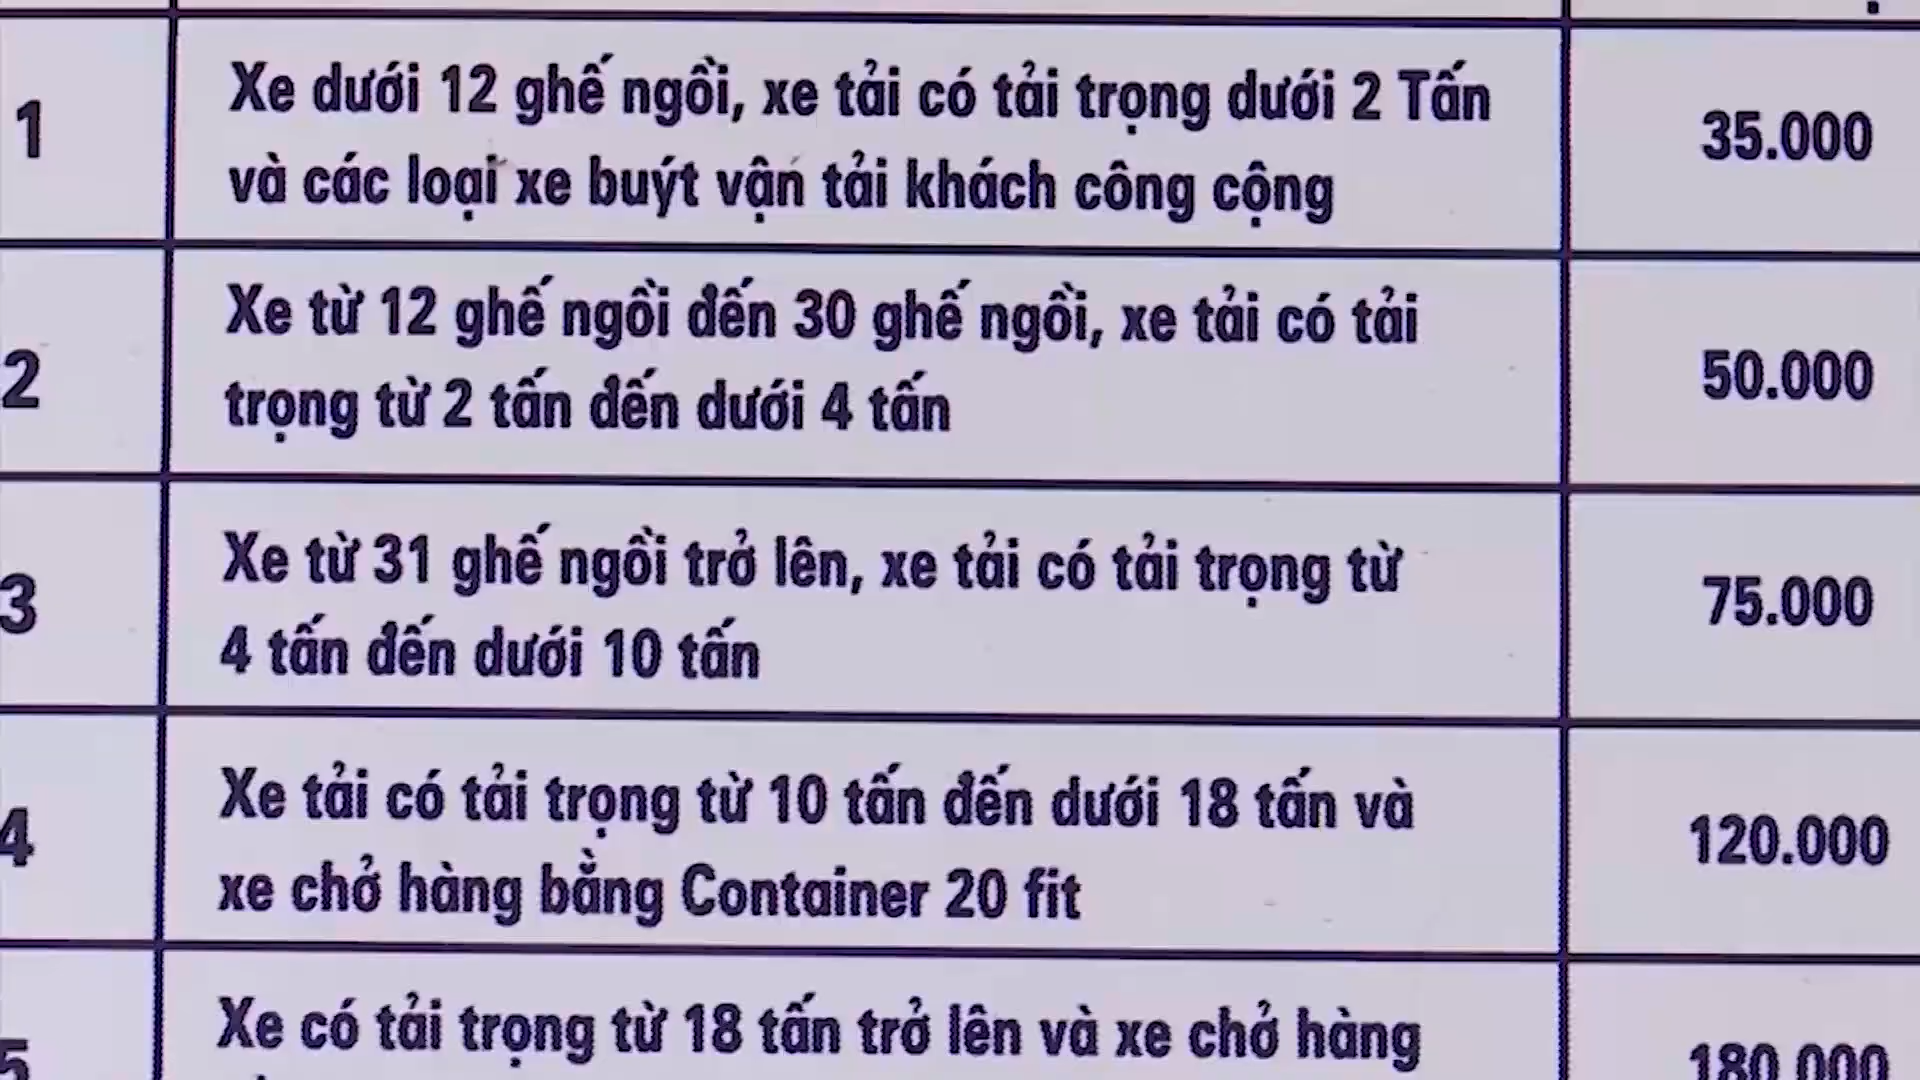 1
Xe dưới 12 ghế ngồi, xe tải có tải trọng dưới 2 Tấn
và các loại xe buýt vận tải khách công cộng
35.000
2
Xe từ 12 ghế ngồi đến 30 ghế ngồi, xe tải có tải
trọng từ 2 tấn đến dưới 4 tấn
50.000
3
Xe từ 31 ghế ngồi trở lên, xe tải có tải trọng từ
4 tấn đến dưới 10 tấn
75.000
4
Xe tải có tải trọng từ 10 tấn đến dưới 18 tấn và
xe chở hàng bằng Container 20 fit
120.000
5
Xe có tải trọng từ 18 tấn trở lên và xe chở hàng
180.000